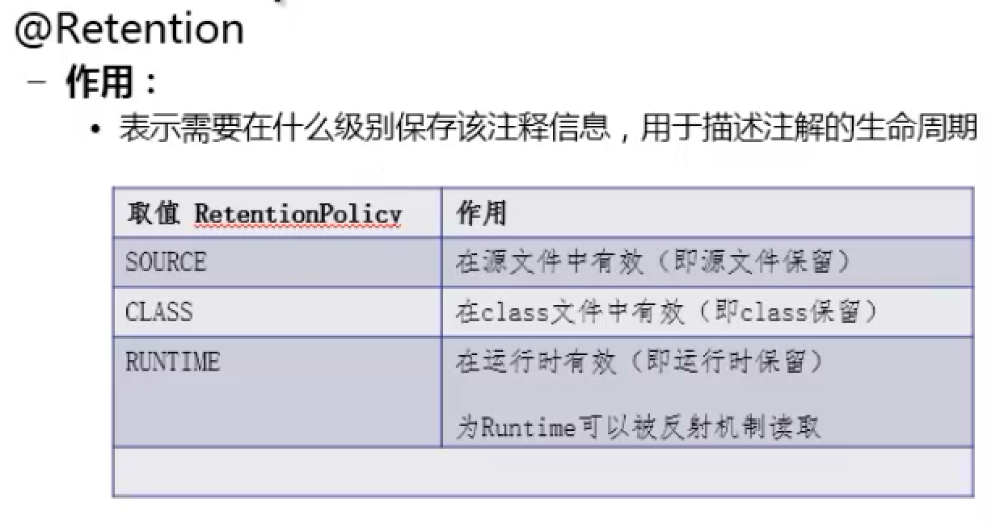 @Retention
– 作用：
• 表示需要在什么级别保存该注释信息，用于描述注解的生命周期
取值 RetentionPolicy 作用
SOURCE 在源文件中有效（即源文件保留）
CLASS 在class文件中有效（即class保留）
RUNTIME 在运行时有效（即运行时保留）
为Runtime可以被反射机制读取